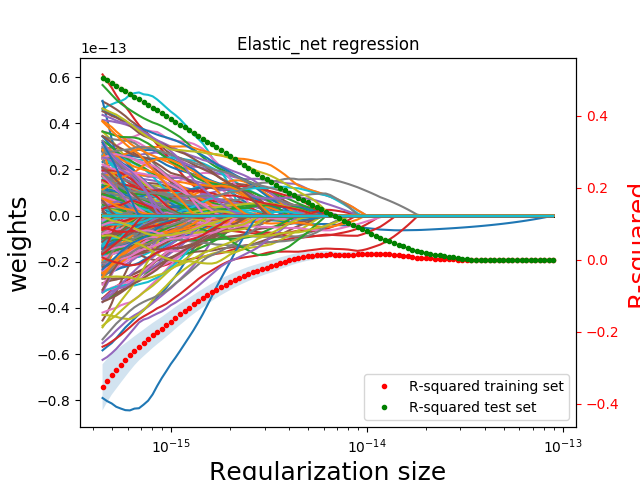 Elastic_net regression
1e−13
0.6
0.4
0.2
0.0
−0.2
−0.4
−0.6
−0.8
weights
0.4
0.2
0.0
−0.2
−0.4
R-squared
R-squared training set
R-squared test set
10−15
10−14
10−13
Regularization size